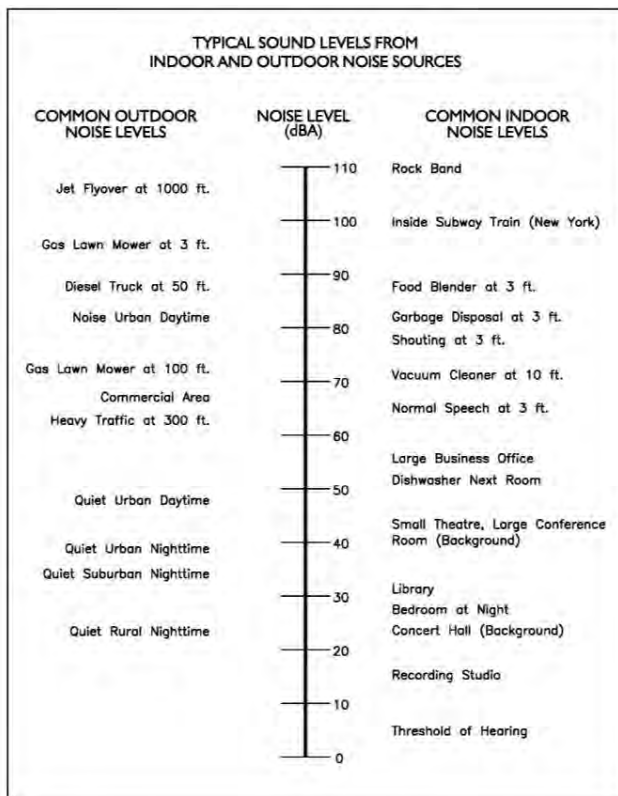 TYPICAL SOUND LEVELS FROM
INDOOR AND OUTDOOR NOISE SOURCES
COMMON OUTDOOR
NOISE LEVELS
NOISE LEVEL
(dBA)
COMMON INDOOR
NOISE LEVELS
110 Rock Band
Jet Flyover at 1000 ft.
100 Inside Subway Train (New York)
Gas Lawn Mower at 3 ft.
90
Diesel Truck at 50 ft. Food Blender at 3 ft.
Noise Urban Daytime Garbage Disposal at 3 ft.
80
Shouting at 3 ft.
Gas Lawn Mower at 100 ft. Vacuum Cleaner at 10 ft.
70
Commercial Area
Normal Speech at 3 ft.
Heavy Traffic at 300 ft.
60
Large Business Office
Dishwasher Next Room
50
Quiet Urban Daytime
Small Theatre, Large Conference
Room (Background)
40
Quiet Urban Nighttime
Quiet Suburban Nighttime
Library
30
Bedroom at Night
Quiet Rural Nighttime Concert Hall (Background)
20
Recording Studio
10
Threshold of Hearing
0